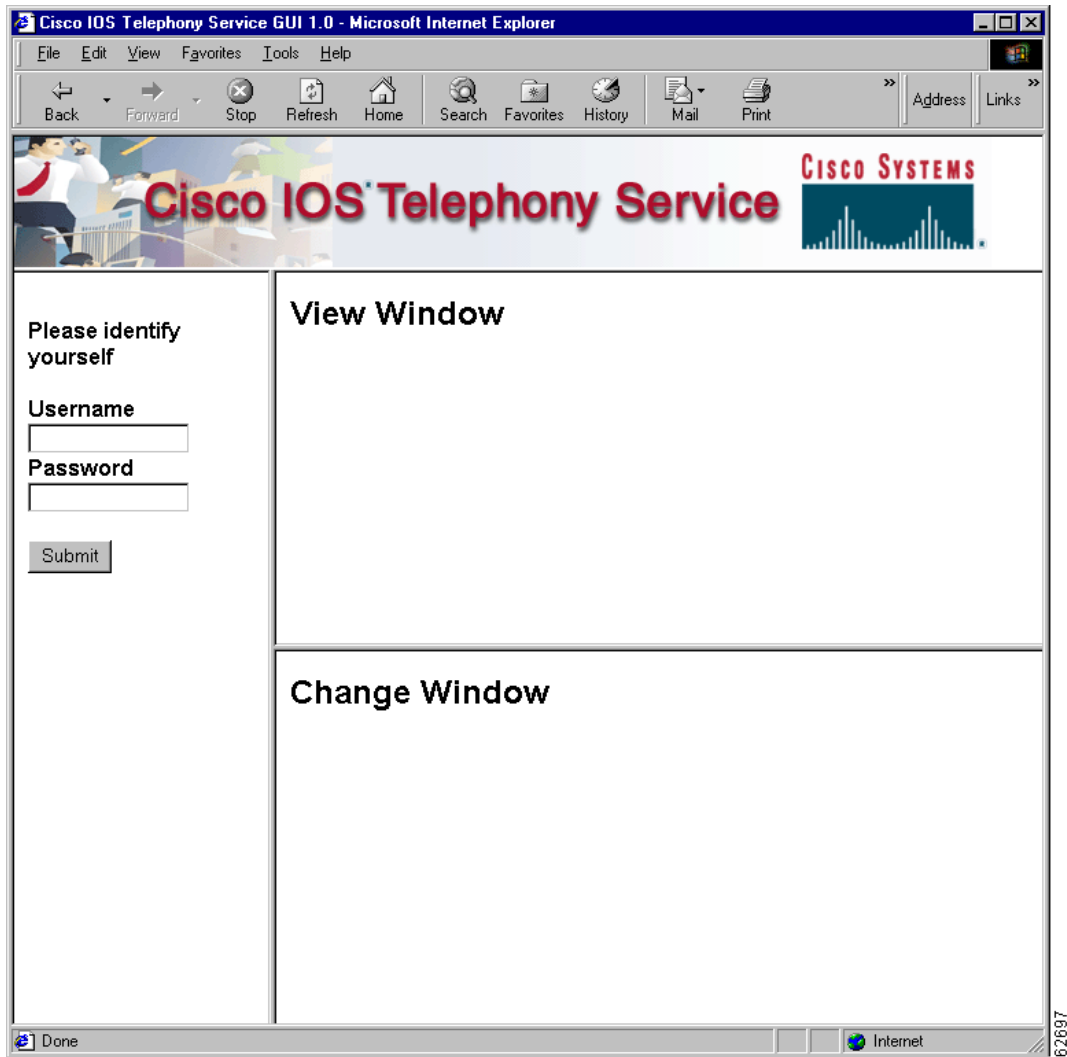 Cisco IOS Telephony Service GUI 1.0 - Microsoft Internet Explorer
File Edit View Favorites Tools Help
Back Forward Stop Refresh Home Search Favorites History Mail Print » Address Links »
Cisco IOS Telephony Service
CISCO SYSTEMS
Please identify
yourself
Username
Password
Submit
View Window
Change Window
Done Internet
62697